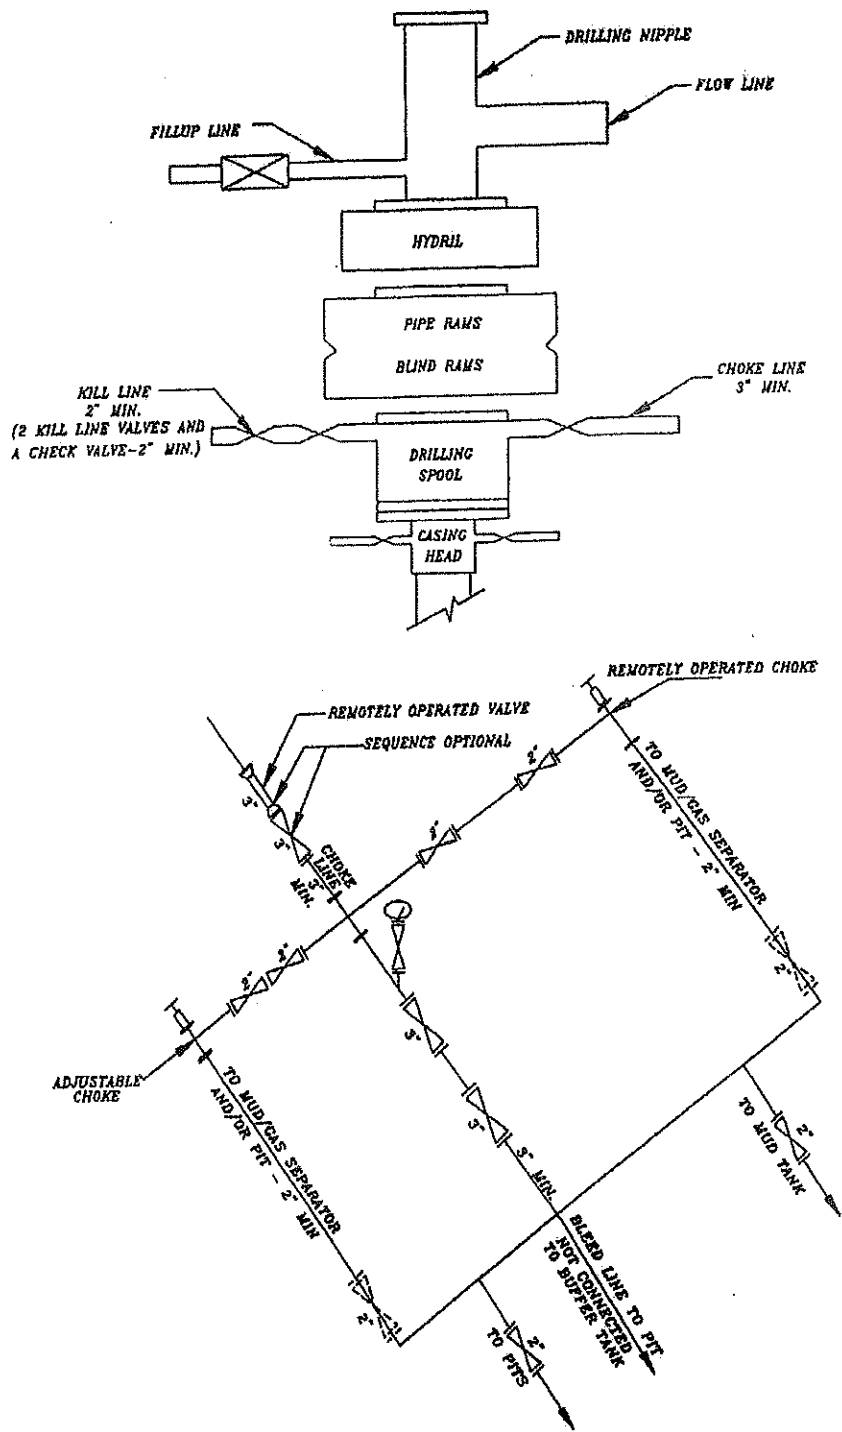 DRILLING NIPPLE
FLOW LINE
FILLUP LINE
HYDRIL
PIPE RAMS
BLIND RAMS
KILL LINE
2" MIN.
(2 KILL LINE VALVES AND
A CHECK VALVE-2" MIN.)
CHOKE LINE
3" MIN.
DRILLING
SPOOL
CASING
HEAD
REMOTELY OPERATED CHOKE
REMOTELY OPERATED VALVE
SEQUENCE OPTIONAL
3"
3"
CHOKE
LINE
3"
MIN.
2"
2"
2"
2"
TO MUD/GAS SEPARATOR
AND/OR PIT - 2" MIN
2"
3"
3"
3" MIN.
ADJUSTABLE
CHOKE
TO MUD/GAS SEPARATOR
AND/OR PIT - 2" MIN
2"
2"
TO MUD TANK
BLEED LINE TO PIT
NOT CONNECTED
TO BUFFER TANK
2"
TO PITS